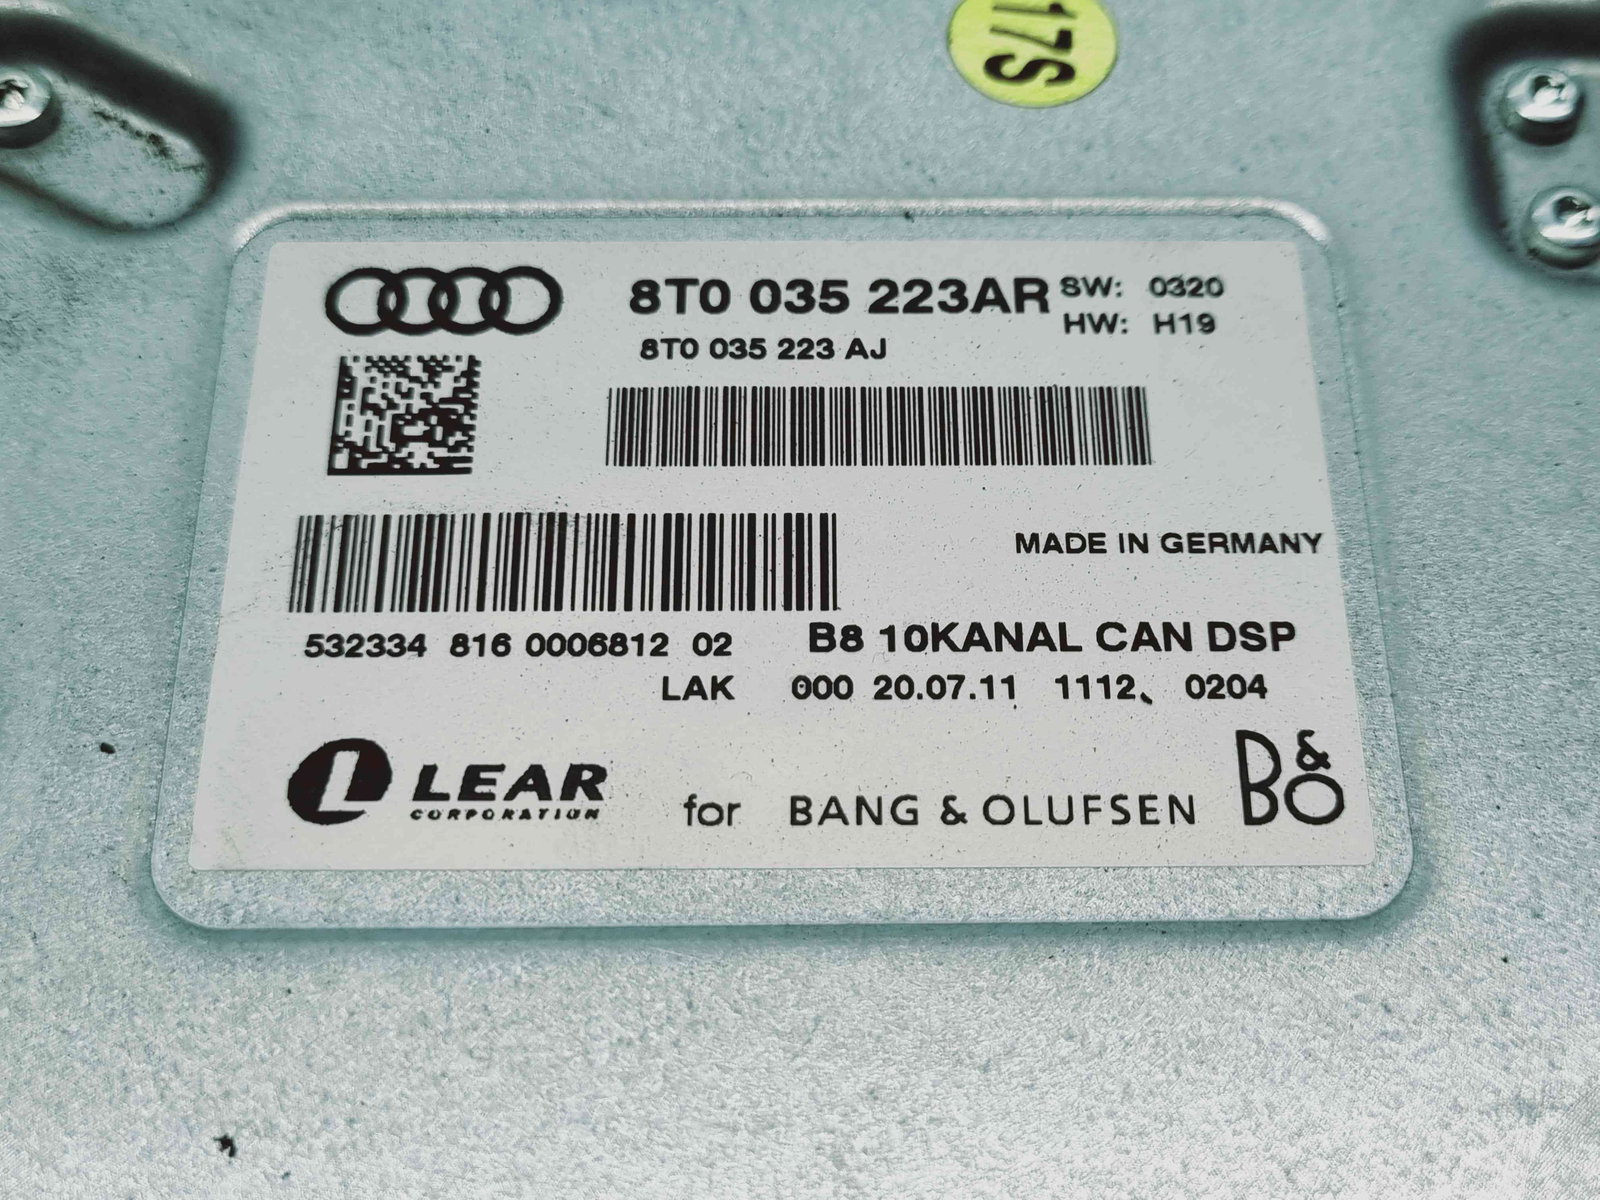 17S
8T0 035 223AR SW: 0320
HW: H19
8T0 035 223 AJ
MADE IN GERMANY
532334 816 0006812 02 B8 10KANAL CAN DSP
LAK 000 20.07.11 1112 0204
L LEAR
CORPORATION
for BANG & OLUFSEN B&O